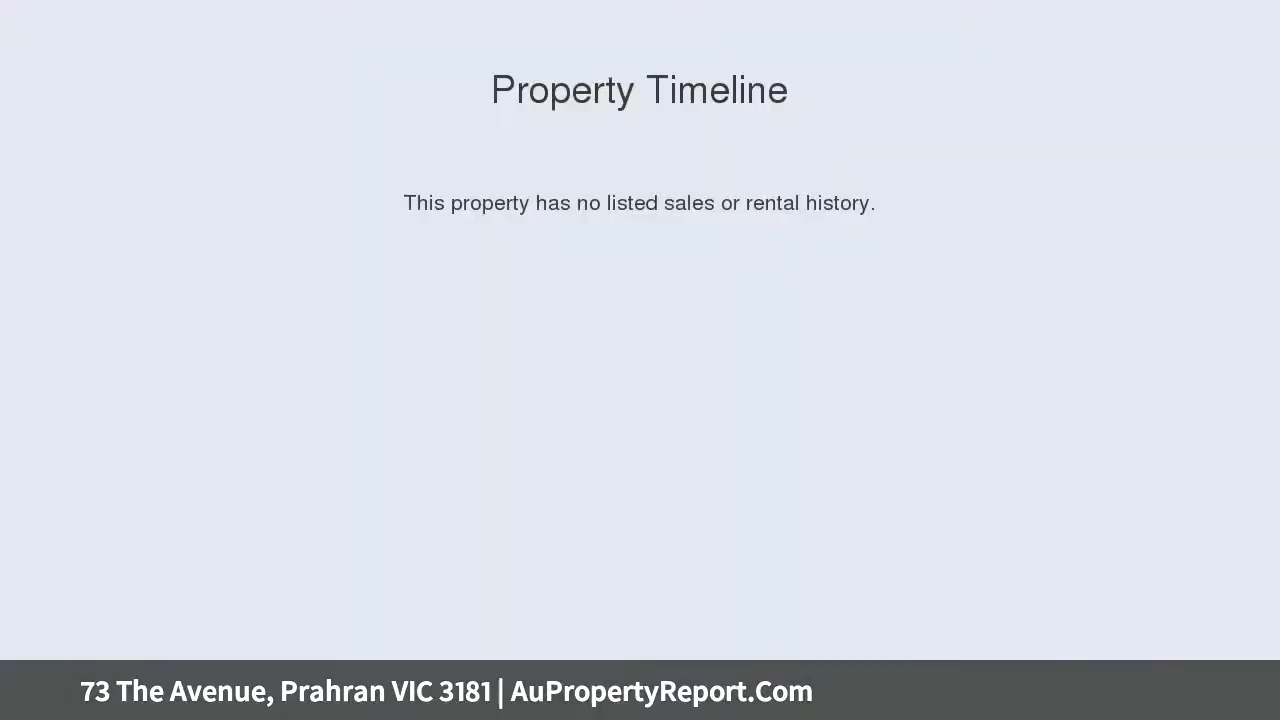 Property Timeline
This property has no listed sales or rental history.
73 The Avenue, Prahran VIC 3181 | AuPropertyReport.Com